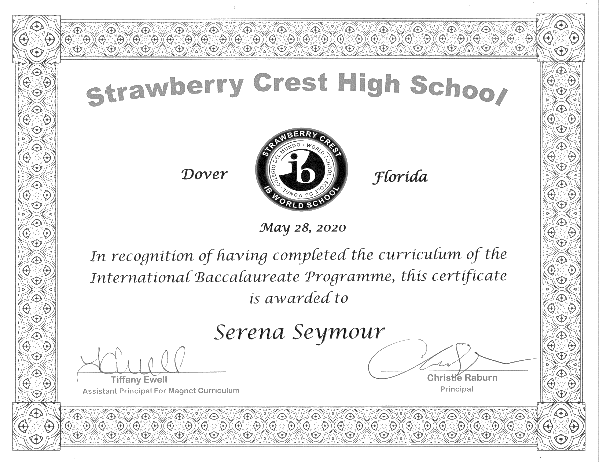 Strawberry Crest High School
STRAWBERRY CREST
ib
IB WORLD SCHOOL
Dover
Florida
May 28, 2020
In recognition of having completed the curriculum of the
International Baccalaureate Programme, this certificate
is awarded to
Serena Seymour
Tiffany Ewell
Assistant Principal For Magnet Curriculum
Christie Raburn
Principal